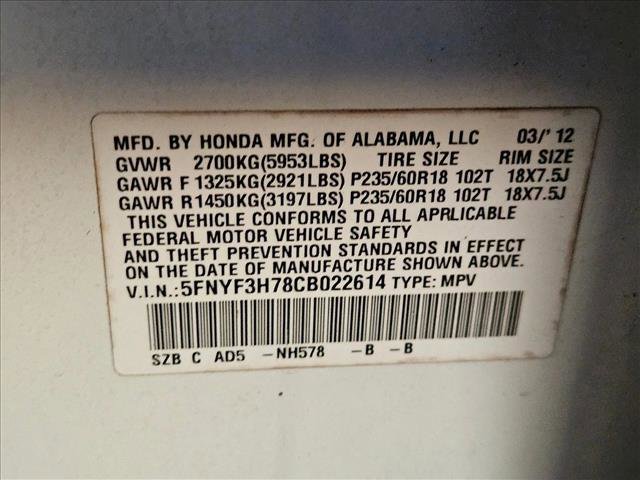 MFD. BY HONDA MFG. OF ALABAMA, LLC 03/'12
GVWR 2700KG(5953LBS) TIRE SIZE RIM SIZE
GAWR F 1325KG(2921LBS) P235/60R18 102T 18X7.5J
GAWR R 1450KG(3197LBS) P235/60R18 102T 18X7.5J
THIS VEHICLE CONFORMS TO ALL APRLICABLE
FEDERAL MOTOR VEHICLE SAFETY
AND THEFT PREVENTION STANDARDS IN EFFECT
ON THE DATE OF MANUFACTURE SHOWN ABOVE.
V.I.N.:5FNYF3H78CB022614 TYPE: MPV
SZB C AD5 -NH578 -B -B